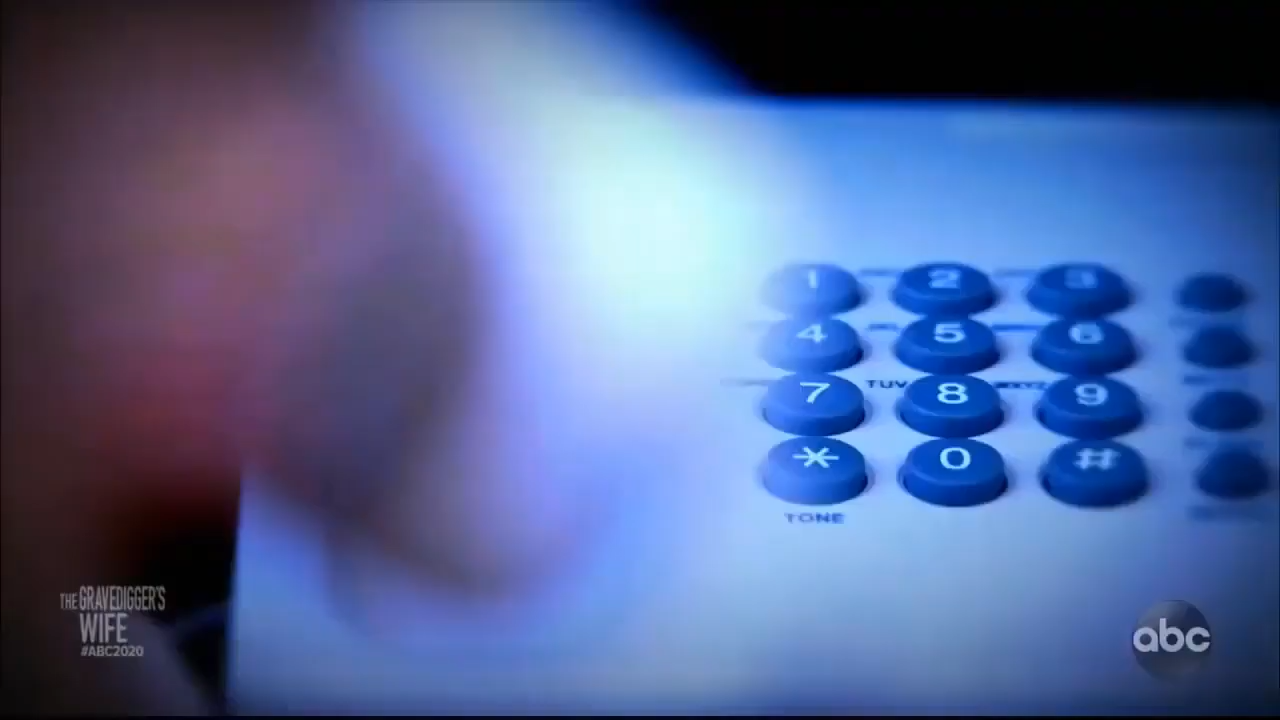 1 2 3
4 5 6
TUV
7 8 9
* 0 #
TONE
THE GRAVEDIGGER'S
WIFE
#ABC2020
abc